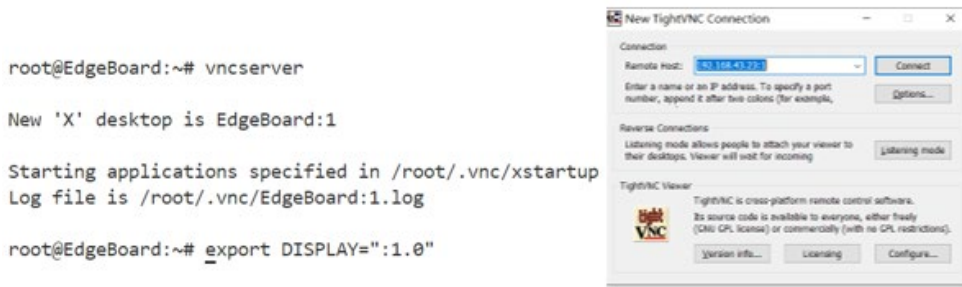 root@EdgeBoard:~# vncserver
New 'X' desktop is EdgeBoard:1
Starting applications specified in /root/.vnc/xstartup
Log file is /root/.vnc/EdgeBoard:1.log
root@EdgeBoard:~# export DISPLAY=":1.0"
New TightVNC Connection
Connection
Remote Host: 192.168.43.23:1
Connect
Enter a name or an IP address. To specify a port
number, append it after two colons (for example,
Options...
Reverse Connections
Listening mode allows people to attach your viewer to
their desktops. Viewer will wait for incoming
Listening mode
TightVNC Viewer
TightVNC is cross-platform remote control software.
Its source code is available to everyone, either freely
(GNU GPL license) or commercially (with no GPL restrictions).
tight
VNC
Version info...
Licensing
Configure...